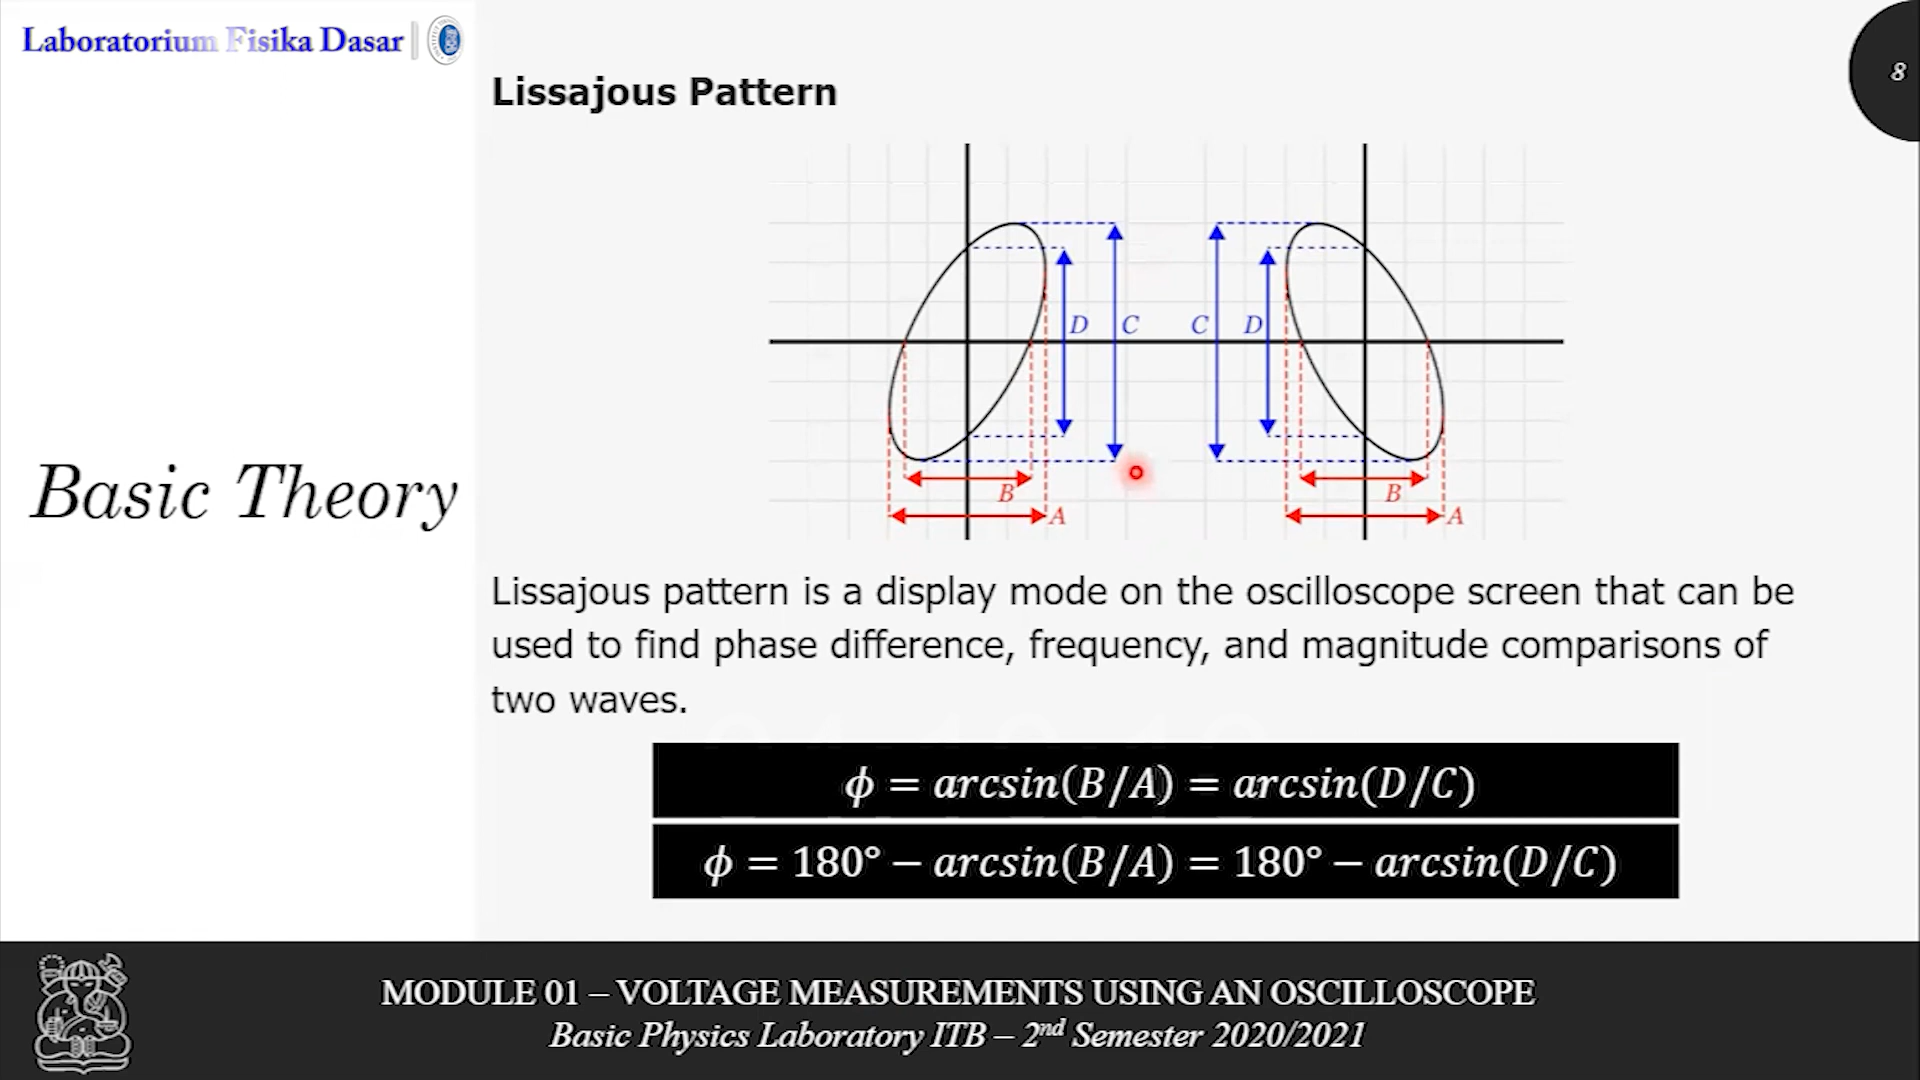 Laboratorium Fisika Dasar
8
Lissajous Pattern
D
C
C
D
B
A
B
A
Basic Theory
Lissajous pattern is a display mode on the oscilloscope screen that can be
used to find phase difference, frequency, and magnitude comparisons of
two waves.
ϕ = arcsin(B/A) = arcsin(D/C)
ϕ = 180° − arcsin(B/A) = 180° − arcsin(D/C)
MODULE 01 – VOLTAGE MEASUREMENTS USING AN OSCILLOSCOPE
Basic Physics Laboratory ITB – 2nd Semester 2020/2021